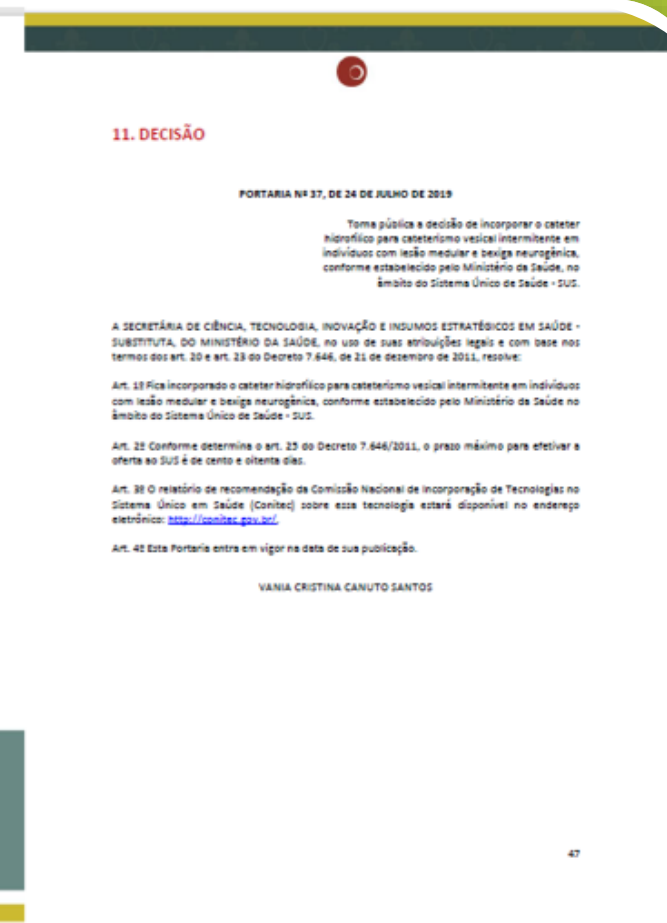 11. DECISÃO
PORTARIA Nº 37, DE 24 DE JULHO DE 2019
Torna pública a decisão de incorporar o cateter
hidrofílico para cateterismo vesical intermitente em
indivíduos com lesão medular e bexiga neurogênica,
conforme estabelecido pelo Ministério da Saúde, no
âmbito do Sistema Único de Saúde - SUS.
A SECRETÁRIA DE CIÊNCIA, TECNOLOGIA, INOVAÇÃO E INSUMOS ESTRATÉGICOS EM SAÚDE -
SUBSTITUTA, DO MINISTÉRIO DA SAÚDE, no uso de suas atribuições legais e com base nos
termos dos art. 20 e art. 23 do Decreto 7.646, de 21 de dezembro de 2011, resolve:
Art. 1º Fica incorporado o cateter hidrofílico para cateterismo vesical intermitente em indivíduos
com lesão medular e bexiga neurogênica, conforme estabelecido pelo Ministério da Saúde no
âmbito do Sistema Único de Saúde - SUS.
Art. 2º Conforme determina o art. 25 do Decreto 7.646/2011, o prazo máximo para efetivar a
oferta ao SUS é de cento e oitenta dias.
Art. 3º O relatório de recomendação da Comissão Nacional de Incorporação de Tecnologias no
Sistema Único em Saúde (Conitec) sobre essa tecnologia estará disponível no endereço
eletrônico: http://conitec.gov.br/.
Art. 4º Esta Portaria entra em vigor na data de sua publicação.
VANIA CRISTINA CANUTO SANTOS
47